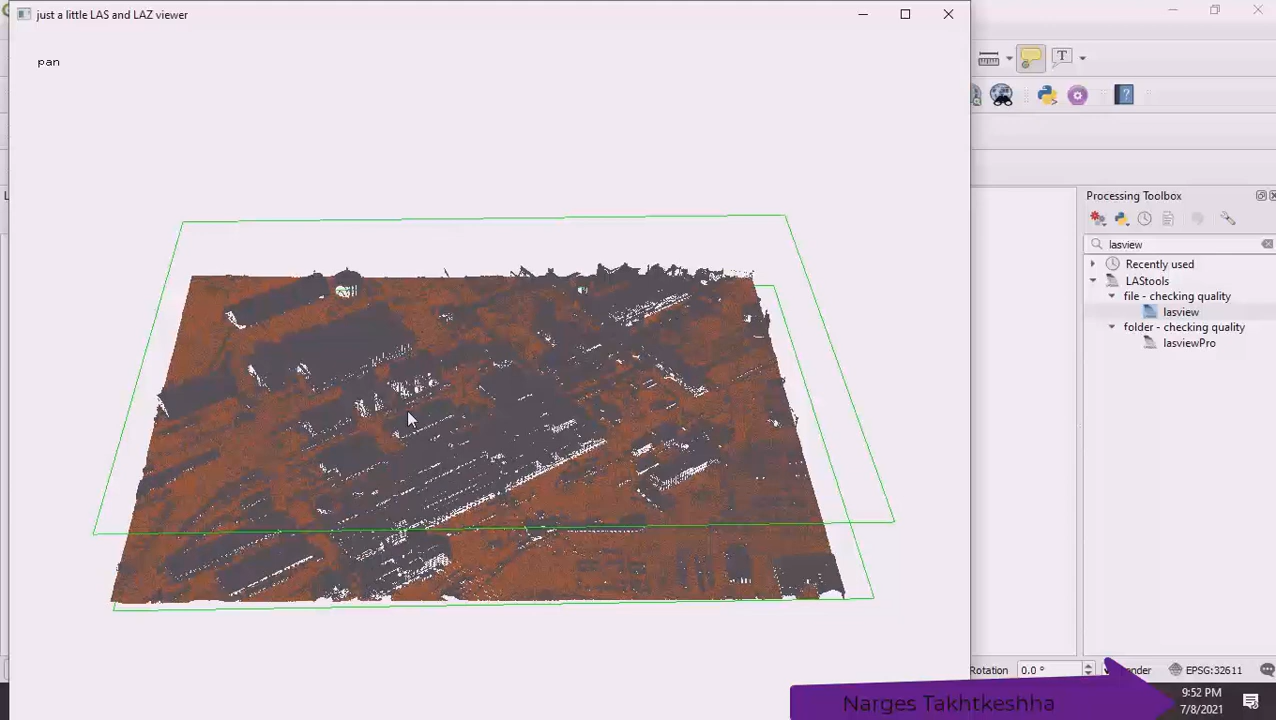 just a little LAS and LAZ viewer
pan
T
Processing Toolbox
lasview
Recently used
LAStools
file - checking quality
lasview
folder - checking quality
lasviewPro
Rotation
0.0 °
EPSG:32611
Narges Takhtkeshha
9:52 PM
7/8/2021